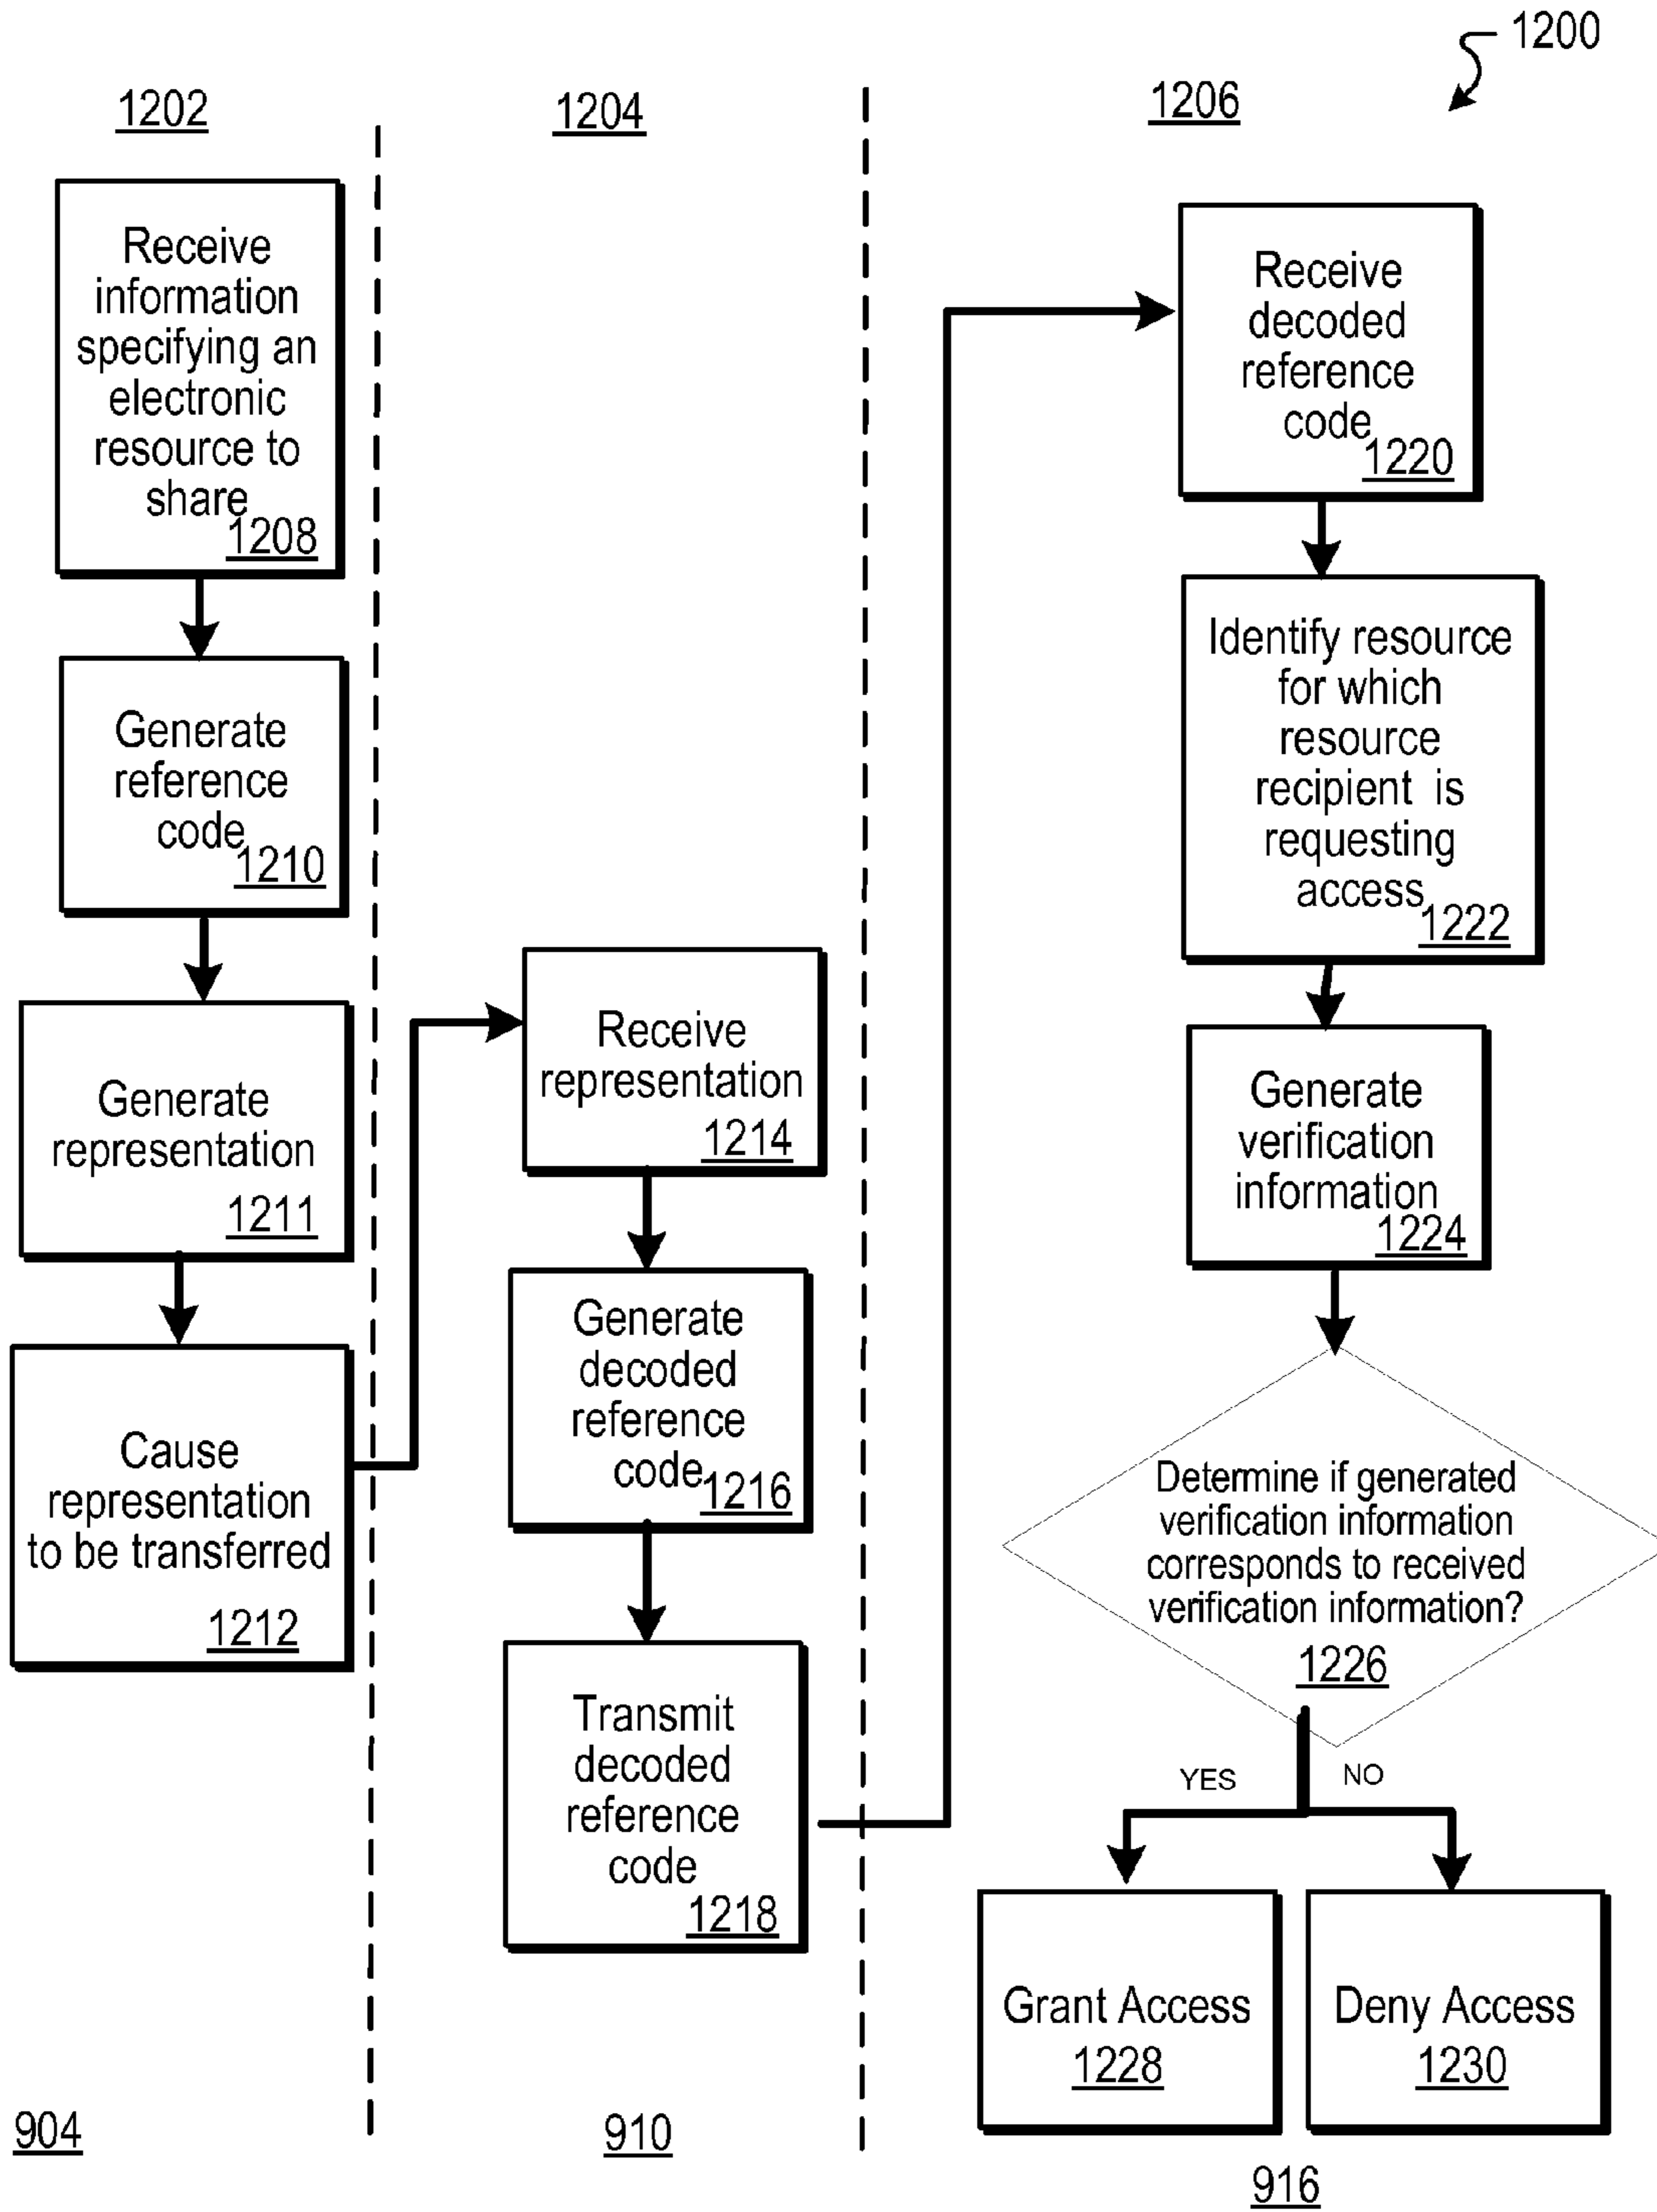 1200
1202
1204
1206
Receive
information
specifying an
electronic
resource to
share
1208
Generate
reference
code
1210
Generate
representation
1211
Cause
representation
to be transferred
1212
904
Receive
representation
1214
Generate
decoded
reference
code
1216
Transmit
decoded
reference
code
1218
910
Receive
decoded
reference
code
1220
Identify resource
for which
resource
recipient is
requesting
access
1222
Generate
verification
information
1224
Determine if generated
verification information
corresponds to received
verification information?
1226
YES
NO
Grant Access
1228
Deny Access
1230
916